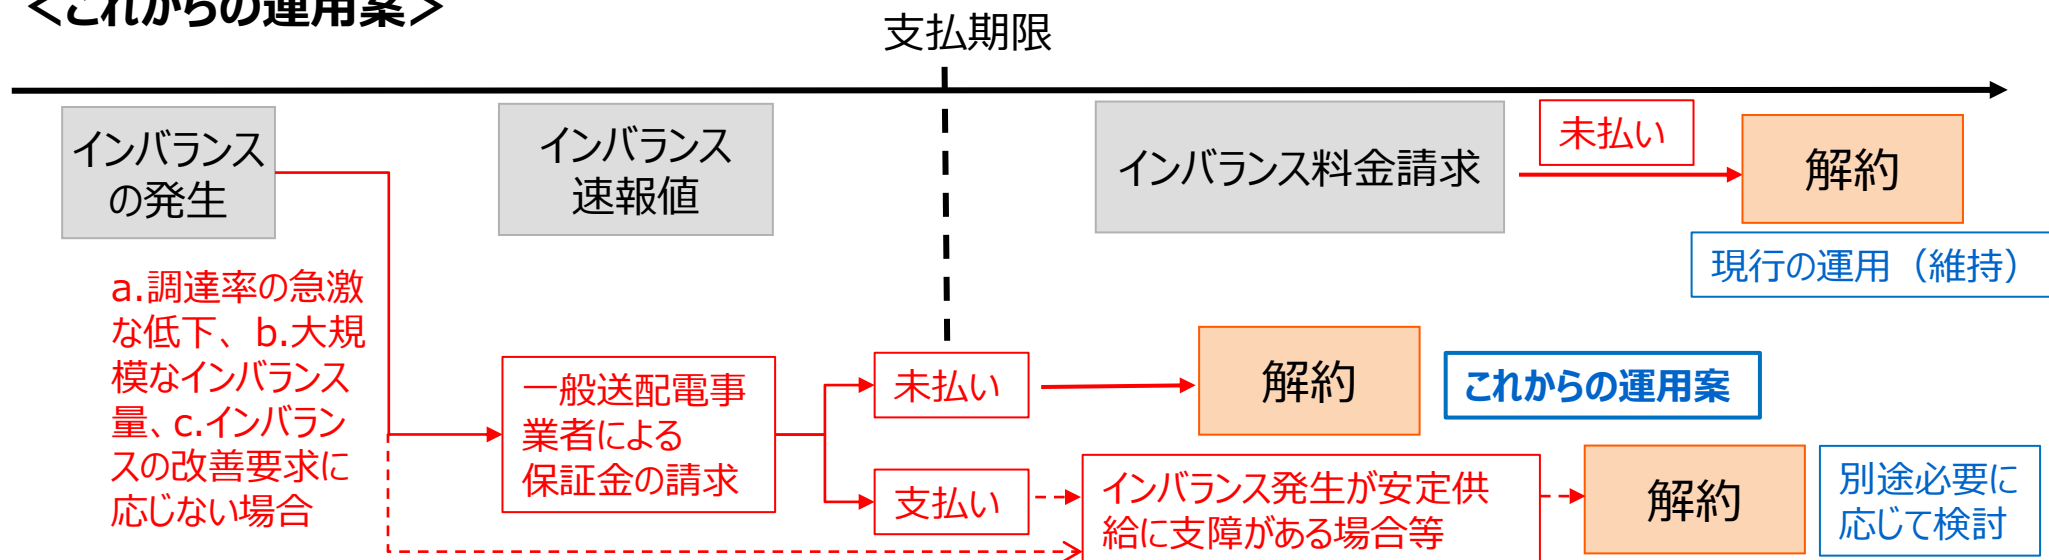 <これからの運用案>
支払期限
インバランス
の発生
インバランス
速報値
インバランス料金請求
未払い
解約
現行の運用（維持）
a.調達率の急激
な低下、b.大規
模なインバランス
量、c.インバラン
スの改善要求に
応じない場合
一般送配電事
業者による
保証金の請求
未払い
解約
これからの運用案
支払い
インバランス発生が安定供
給に支障がある場合等
解約
別途必要に
応じて検討